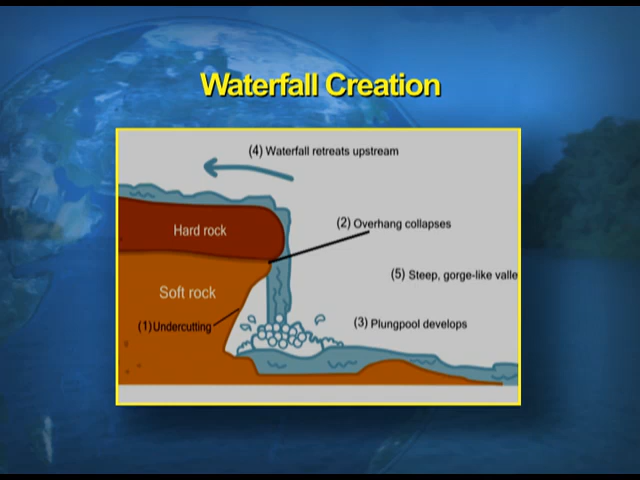 Waterfall Creation
(4) Waterfall retreats upstream
Hard rock
(2) Overhang collapses
(5) Steep, gorge-like valle
Soft rock
(1) Undercutting
(3) Plungpool develops